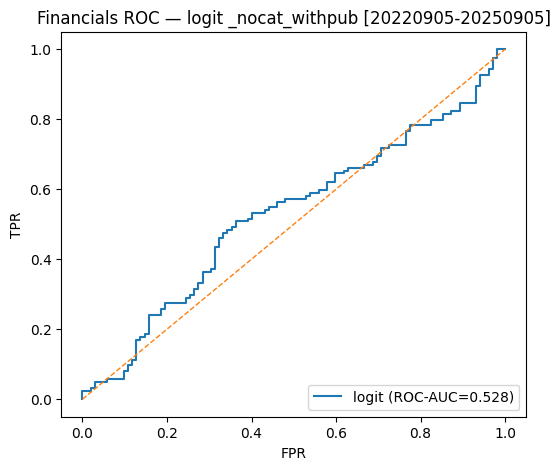 Financials ROC — logit _nocat_withpub [20220905-20250905]
1.0
0.8
0.6
0.4
0.2
0.0
TPR
0.0 0.2 0.4 0.6 0.8 1.0
FPR
logit (ROC-AUC=0.528)